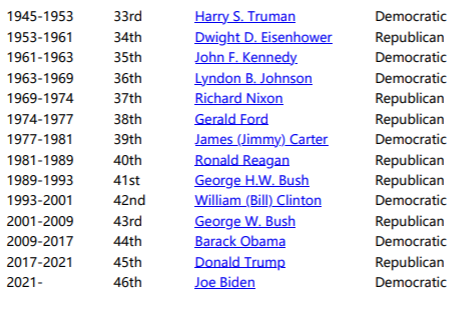 1945-1953 33rd Harry S. Truman Democratic
1953-1961 34th Dwight D. Eisenhower Republican
1961-1963 35th John F. Kennedy Democratic
1963-1969 36th Lyndon B. Johnson Democratic
1969-1974 37th Richard Nixon Republican
1974-1977 38th Gerald Ford Republican
1977-1981 39th James (Jimmy) Carter Democratic
1981-1989 40th Ronald Reagan Republican
1989-1993 41st George H.W. Bush Republican
1993-2001 42nd William (Bill) Clinton Democratic
2001-2009 43rd George W. Bush Republican
2009-2017 44th Barack Obama Democratic
2017-2021 45th Donald Trump Republican
2021- 46th Joe Biden Democratic